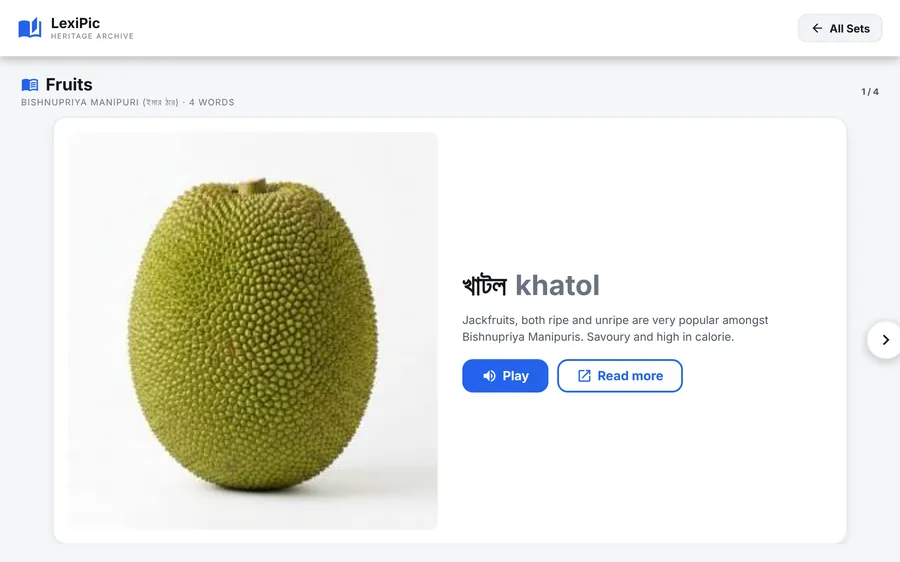 LexiPic
HERITAGE ARCHIVE
All Sets
Fruits
BISHNUPRIYA MANIPURI (ইমার ঠার) · 4 WORDS
1 / 4
খাটল khatol
Jackfruits, both ripe and unripe are very popular amongst
Bishnupriya Manipuris. Savoury and high in calorie.
Play
Read more